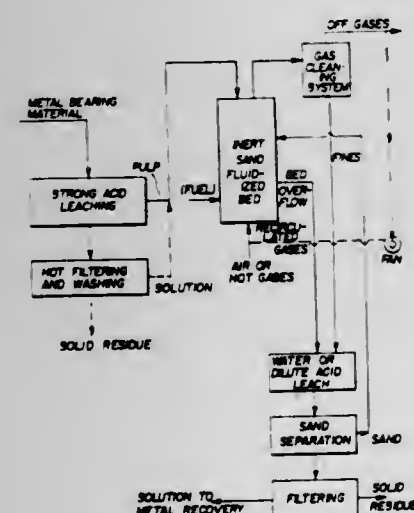 OFF GASES
GAS
CLEAN-
ING
SYSTEM
METAL BEARING
MATERIAL
PULP
(FUEL)
INERT
SAND
FLUID-
IZED
BED
(FINES
BED
OVER-
FLOW
STRONG ACID
LEACHING
RECIRCU-
LATED
GASES
FAN
HOT FILTERING
AND WASHING
SOLUTION
AIR OR
HOT GASES
SOLID RESIDUE
WATER OR
DILUTE ACID
LEACH
SAND
SEPARATION
SAND
SOLUTION TO
METAL RECOVERY
FILTERING
SOLID
RESIDUE